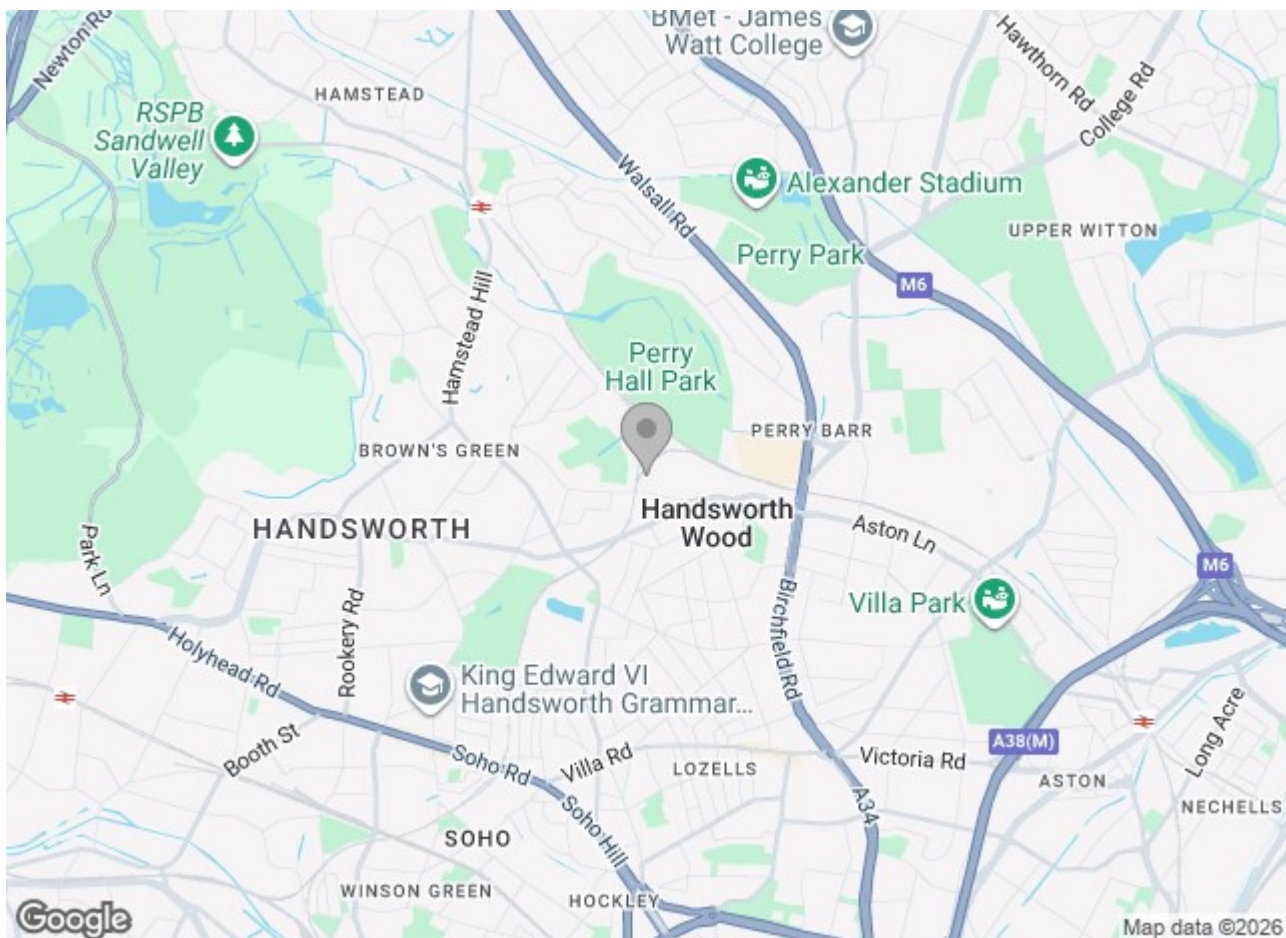 Newton Rd
HAMSTEAD
BMet - James
Watt College
Hawthorn Rd
College Rd
RSPB
Sandwell
Valley
Walsall Rd
Alexander Stadium
UPPER WITTON
Perry Park
M6
Hamstead Hill
Perry
Hall Park
BROWN'S GREEN
PERRY BARR
HANDSWORTH
Handsworth
Wood
Aston Ln
Park Ln
M6
Villa Park
Birchfield Rd
Holyhead Rd
Rookery Rd
King Edward VI
Handsworth Grammar...
Booth St
Soho Rd
Villa Rd
LOZELLS
Victoria Rd
A38(M)
Long Acre
ASTON
A34
NECHELLS
SOHO
Soho Hill
WINSON GREEN
HOCKLEY
Google
Map data ©2026